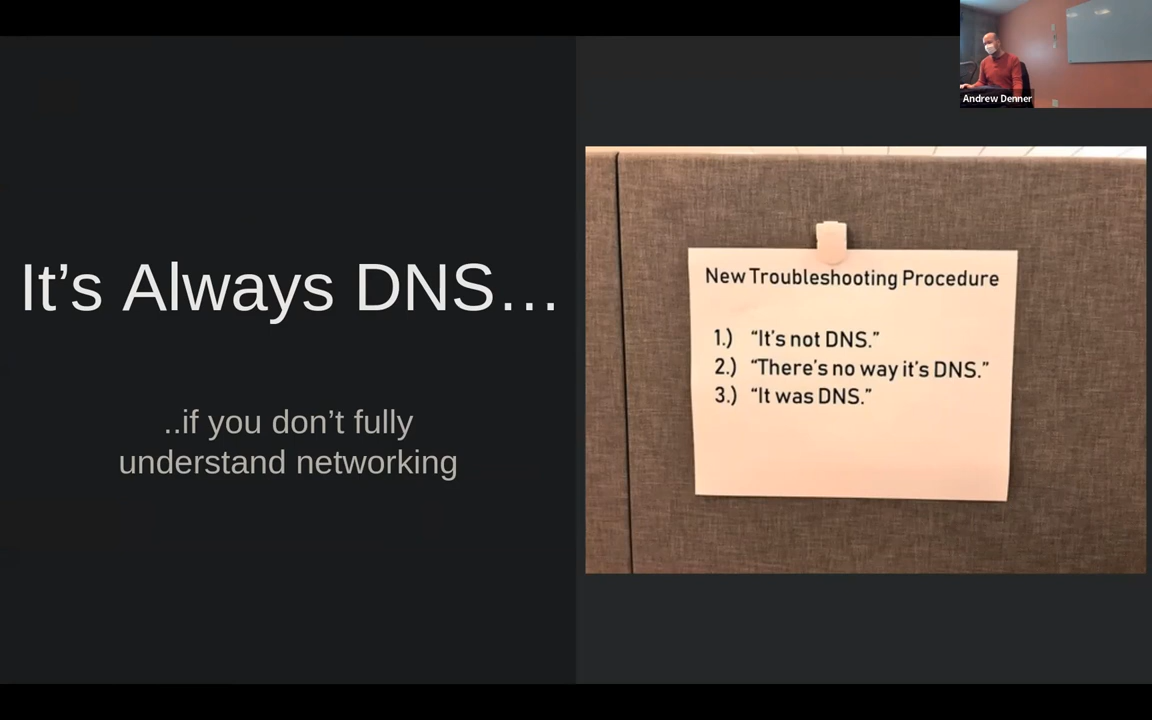 It’s Always DNS…
..if you don’t fully
understand networking
Andrew Denner
New Troubleshooting Procedure
1.) “It’s not DNS.”
2.) “There’s no way it’s DNS.”
3.) “It was DNS.”